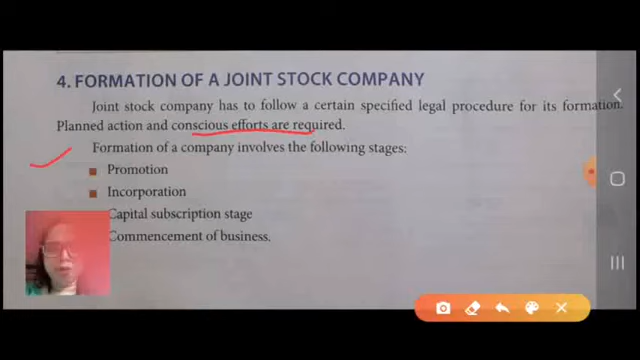 4. FORMATION OF A JOINT STOCK COMPANY
Joint stock company has to follow a certain specified legal procedure for its formation.
Planned action and conscious efforts are required.
Formation of a company involves the following stages:
Promotion
Incorporation
Capital subscription stage
Commencement of business.